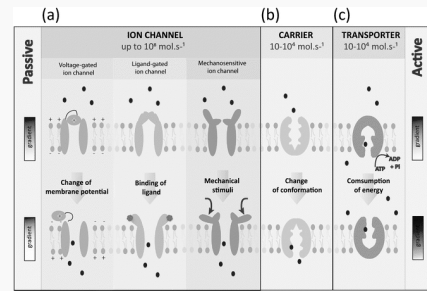 (a)
(b)
(c)
ION CHANNEL
up to 10⁸ mol.s⁻¹
CARRIER
10-10⁴ mol.s⁻¹
TRANSPORTER
10-10⁴ mol.s⁻¹
Voltage-gated
ion channel
Ligand-gated
ion channel
Mechanosensitive
ion channel
Passive
Active
gradient
gradient
+ + + +
- - - -
ADP
+ Pi
ATP
Change of
membrane potential
Binding of
ligand
Mechanical
stimuli
Change of
conformation
Comsumption
of energy
gradient
gradient
- -
+ + + +